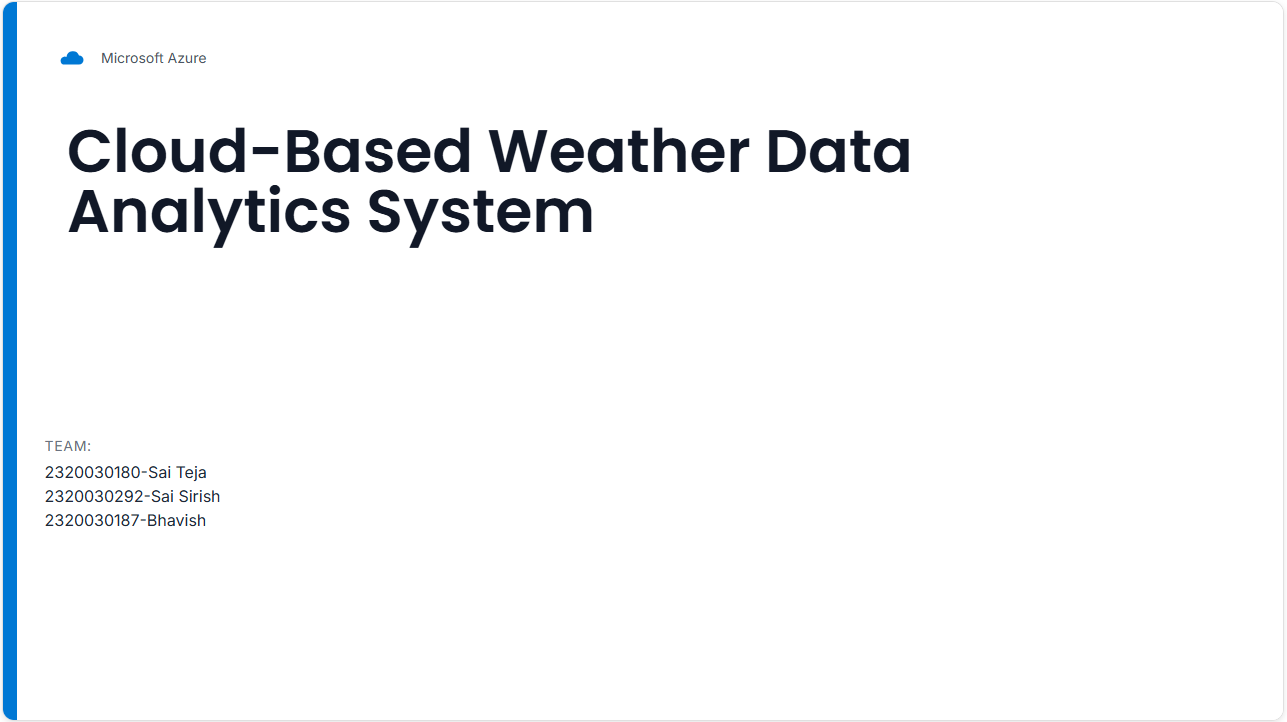 Microsoft Azure
Cloud-Based Weather Data
Analytics System
TEAM:
2320030180-Sai Teja
2320030292-Sai Sirish
2320030187-Bhavish